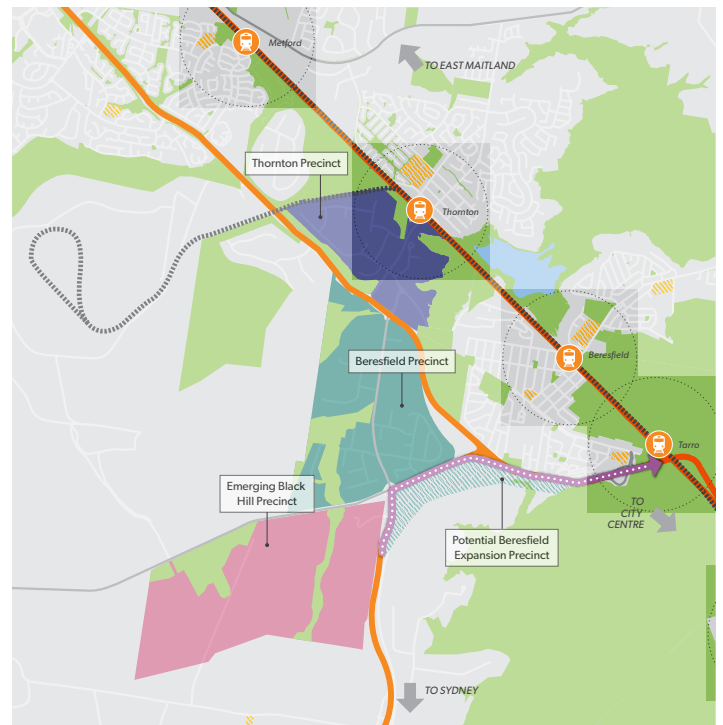 Metford
TO EAST MAITLAND
Thornton Precinct
Thornton
Beresfield Precinct
Beresfield
Tarro
Emerging Black
Hill Precinct
TO
CITY
CENTRE
Potential Beresfield
Expansion Precinct
TO SYDNEY